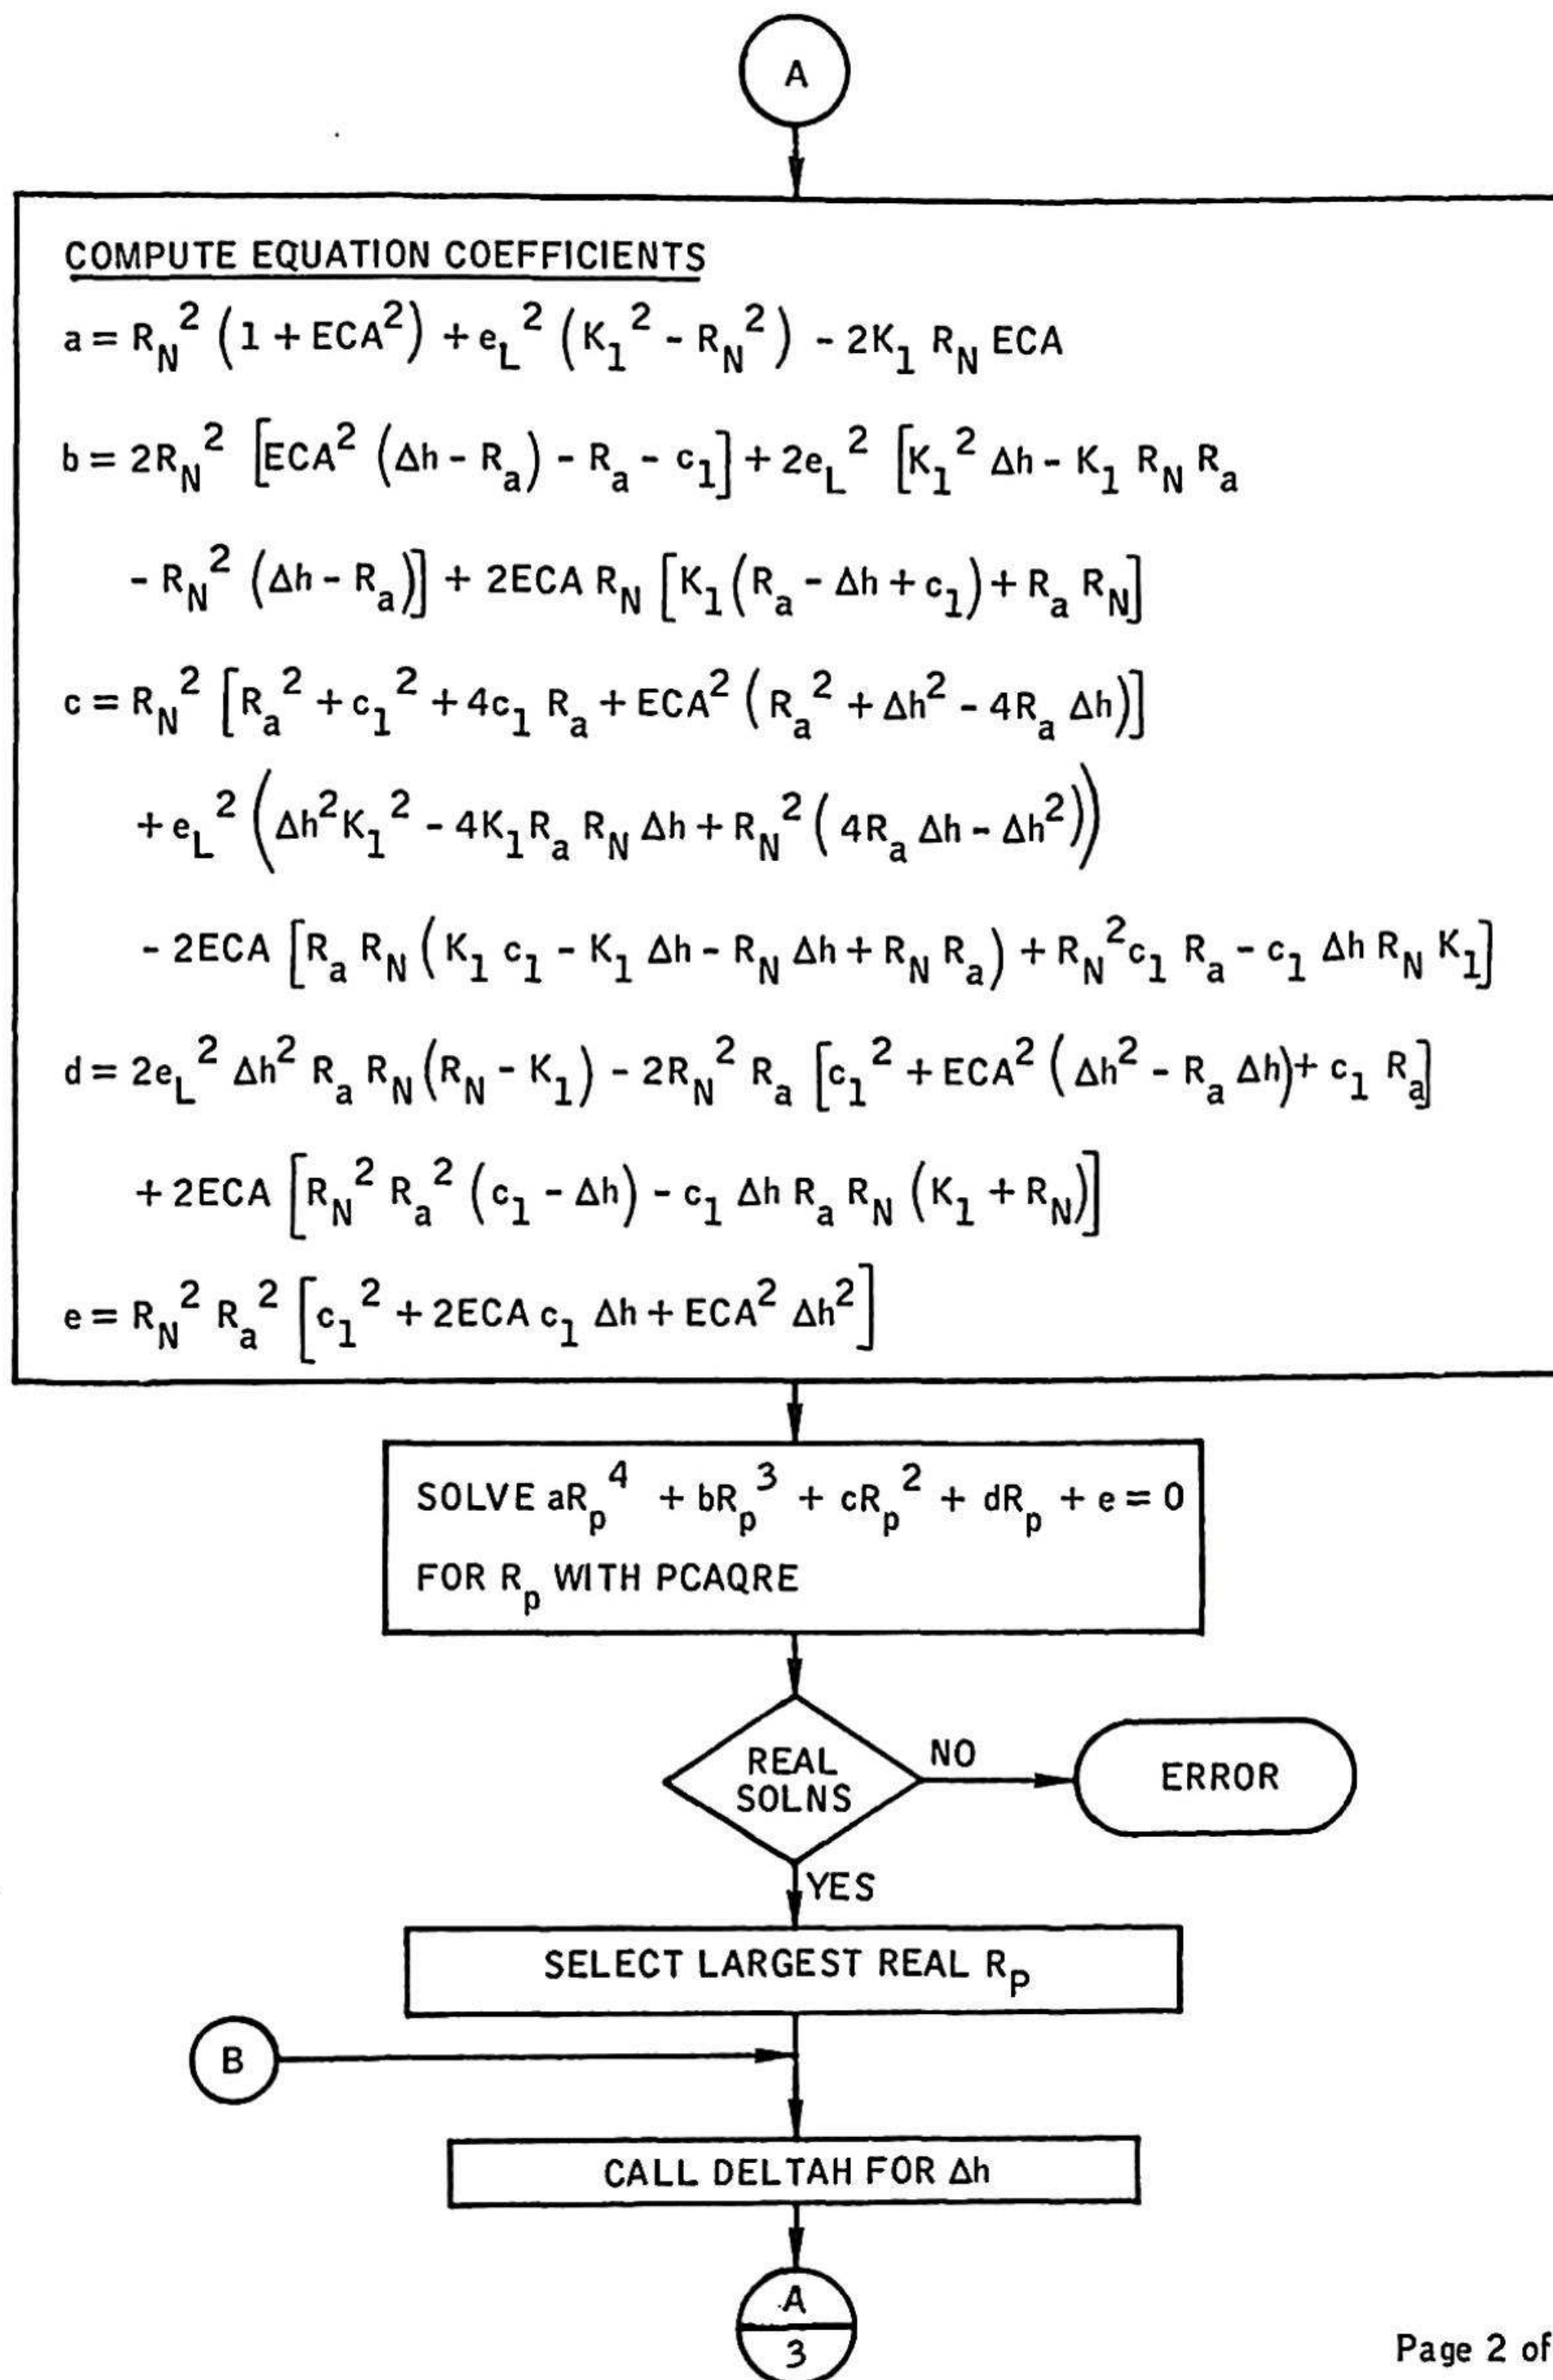 A
COMPUTE EQUATION COEFFICIENTS
a = R_N^2 (1 + ECA^2) + e_L^2 (K_1^2 - R_N^2) - 2K_1 R_N ECA
b = 2R_N^2 [ECA^2 (Δh - R_a) - R_a - c_1] + 2e_L^2 [K_1^2 Δh - K_1 R_N R_a
- R_N^2 (Δh - R_a)] + 2ECA R_N [K_1 (R_a - Δh + c_1) + R_a R_N]
c = R_N^2 [R_a^2 + c_1^2 + 4c_1 R_a + ECA^2 (R_a^2 + Δh^2 - 4R_a Δh)]
+ e_L^2 (Δh^2 K_1^2 - 4K_1 R_a R_N Δh + R_N^2 (4R_a Δh - Δh^2))
- 2ECA [R_a R_N (K_1 c_1 - K_1 Δh - R_N Δh + R_N R_a) + R_N^2 c_1 R_a - c_1 Δh R_N K_1]
d = 2e_L^2 Δh^2 R_a R_N (R_N - K_1) - 2R_N^2 R_a [c_1^2 + ECA^2 (Δh^2 - R_a Δh) + c_1 R_a]
+ 2ECA [R_N^2 R_a^2 (c_1 - Δh) - c_1 Δh R_a R_N (K_1 + R_N)]
e = R_N^2 R_a^2 [c_1^2 + 2ECA c_1 Δh + ECA^2 Δh^2]
SOLVE aR_p^4 + bR_p^3 + cR_p^2 + dR_p + e = 0
FOR R_p WITH PCAQRE
REAL
SOLNS
NO
ERROR
YES
SELECT LARGEST REAL R_p
B
CALL DELTAH FOR Δh
A
3
Page 2 of